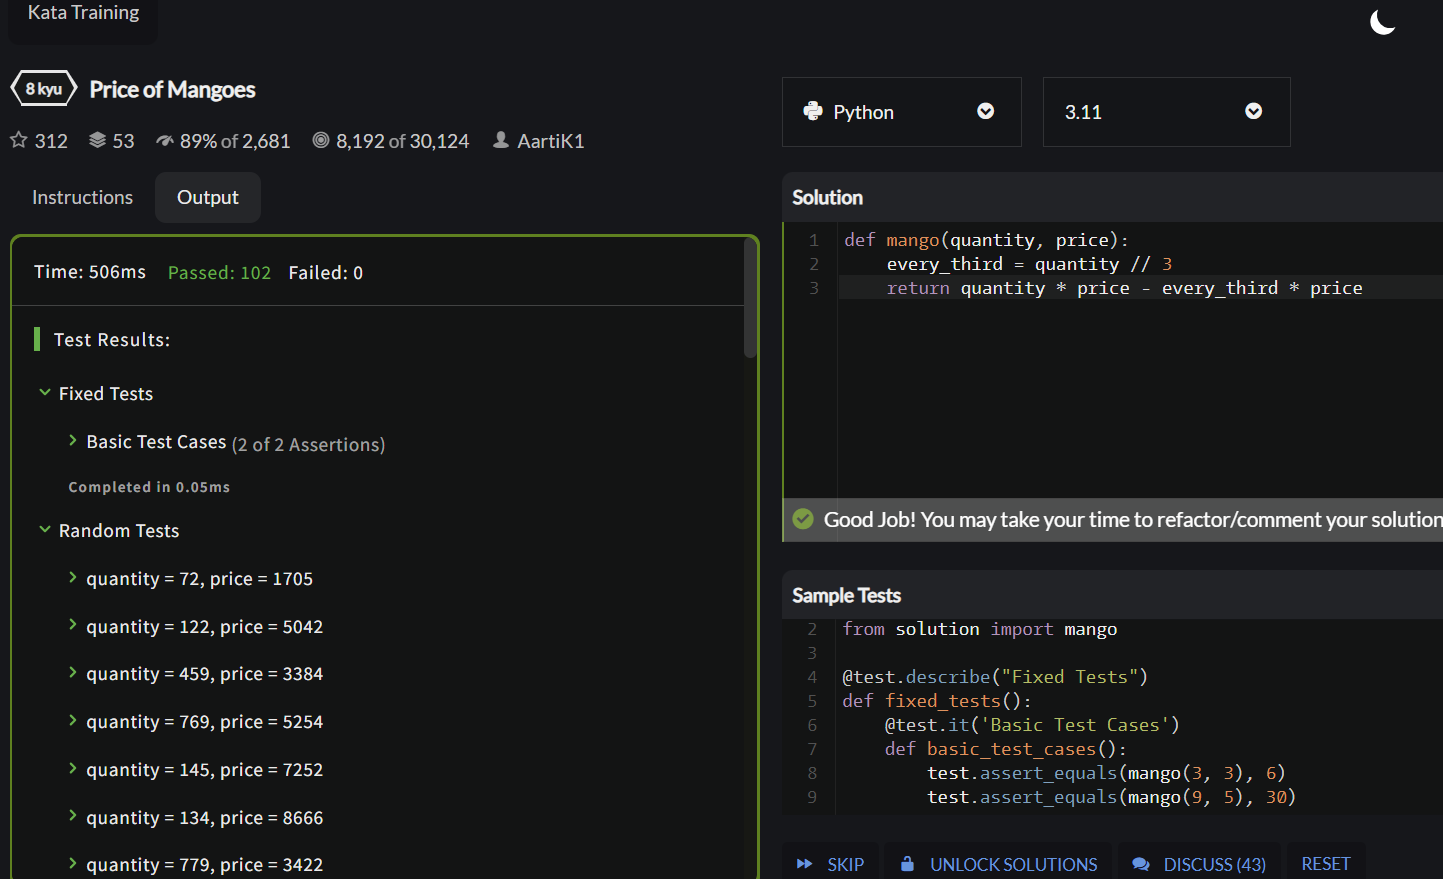 Kata Training
8 kyu
Price of Mangoes
312 53 89% of 2,681 8,192 of 30,124 AartiK1
Instructions Output
Time: 506ms Passed: 102 Failed: 0
Test Results:
Fixed Tests
Basic Test Cases (2 of 2 Assertions)
Completed in 0.05ms
Random Tests
quantity = 72, price = 1705
quantity = 122, price = 5042
quantity = 459, price = 3384
quantity = 769, price = 5254
quantity = 145, price = 7252
quantity = 134, price = 8666
quantity = 779, price = 3422
Python 3.11
Solution
1 def mango(quantity, price):
2     every_third = quantity // 3
3     return quantity * price - every_third * price
Good Job! You may take your time to refactor/comment your solution
Sample Tests
2 from solution import mango
3
4 @test.describe("Fixed Tests")
5 def fixed_tests():
6     @test.it('Basic Test Cases')
7     def basic_test_cases():
8         test.assert_equals(mango(3, 3), 6)
9         test.assert_equals(mango(9, 5), 30)
SKIP UNLOCK SOLUTIONS DISCUSS (43) RESET